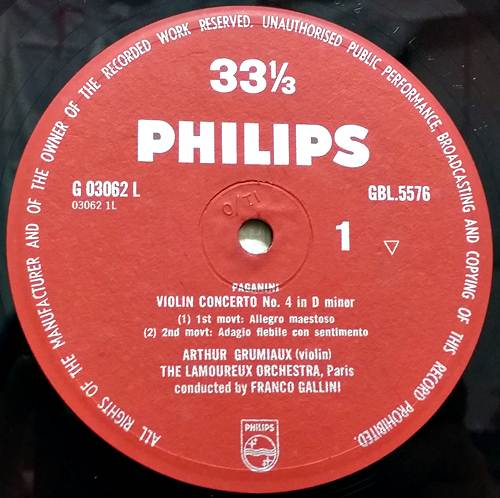 ALL RIGHTS OF THE MANUFACTURER AND OF THE OWNER OF THE RECORDED WORK RESERVED. UNAUTHORISED PUBLIC PERFORMANCE, BROADCASTING AND COPYING OF THIS RECORD PROHIBITED.
33⅓
PHILIPS
G 03062 L
GBL.5576
03062 1L
1
PAGANINI
VIOLIN CONCERTO No. 4 in D minor
(1) 1st movt: Allegro maestoso
(2) 2nd movt: Adagio flebile con sentimento
ARTHUR GRUMIAUX (violin)
THE LAMOUREUX ORCHESTRA, Paris
conducted by FRANCO GALLINI
PHILIPS